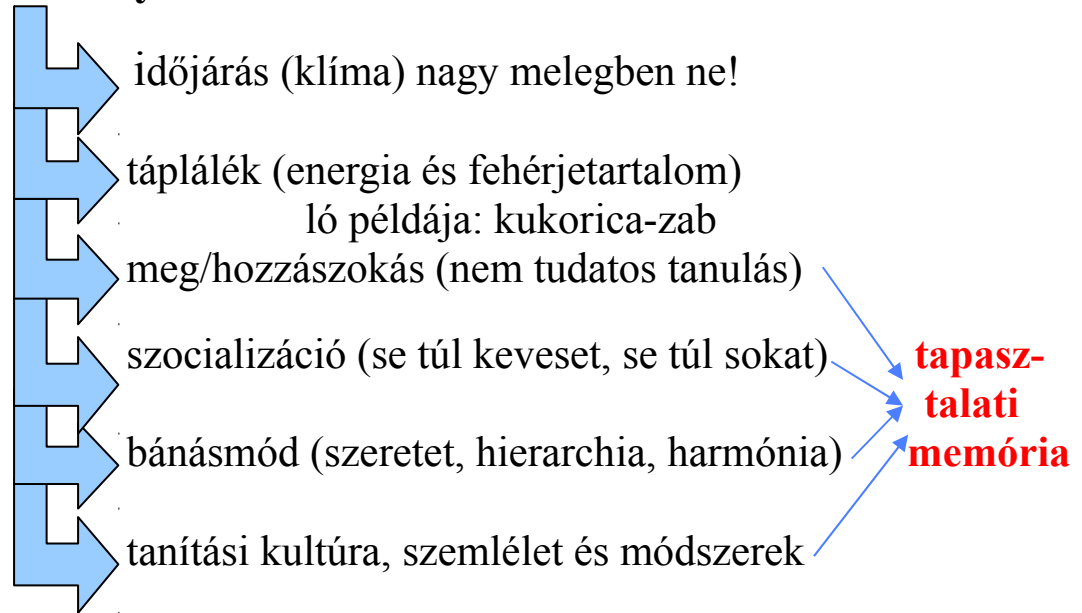 időjárás (klíma) nagy melegben ne!
táplálék (energia és fehérjetartalom)
ló példája: kukorica-zab
meg/hozzászokás (nem tudatos tanulás)
szocializáció (se túl keveset, se túl sokat)
bánásmód (szeretet, hierarchia, harmónia)
tanítási kultúra, szemlélet és módszerek
tapasz-
talati
memória